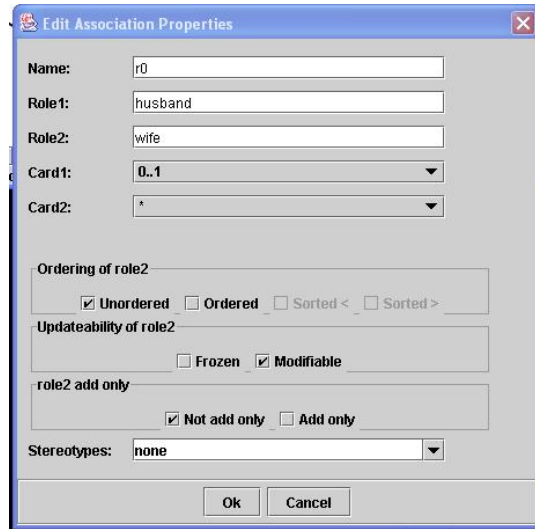 Edit Association Properties
Name: r0
Role1: husband
Role2: wife
Card1: 0..1
Card2: *
Ordering of role2
Unordered Ordered Sorted < Sorted >
Updateability of role2
Frozen Modifiable
role2 add only
Not add only Add only
Stereotypes: none
Ok Cancel